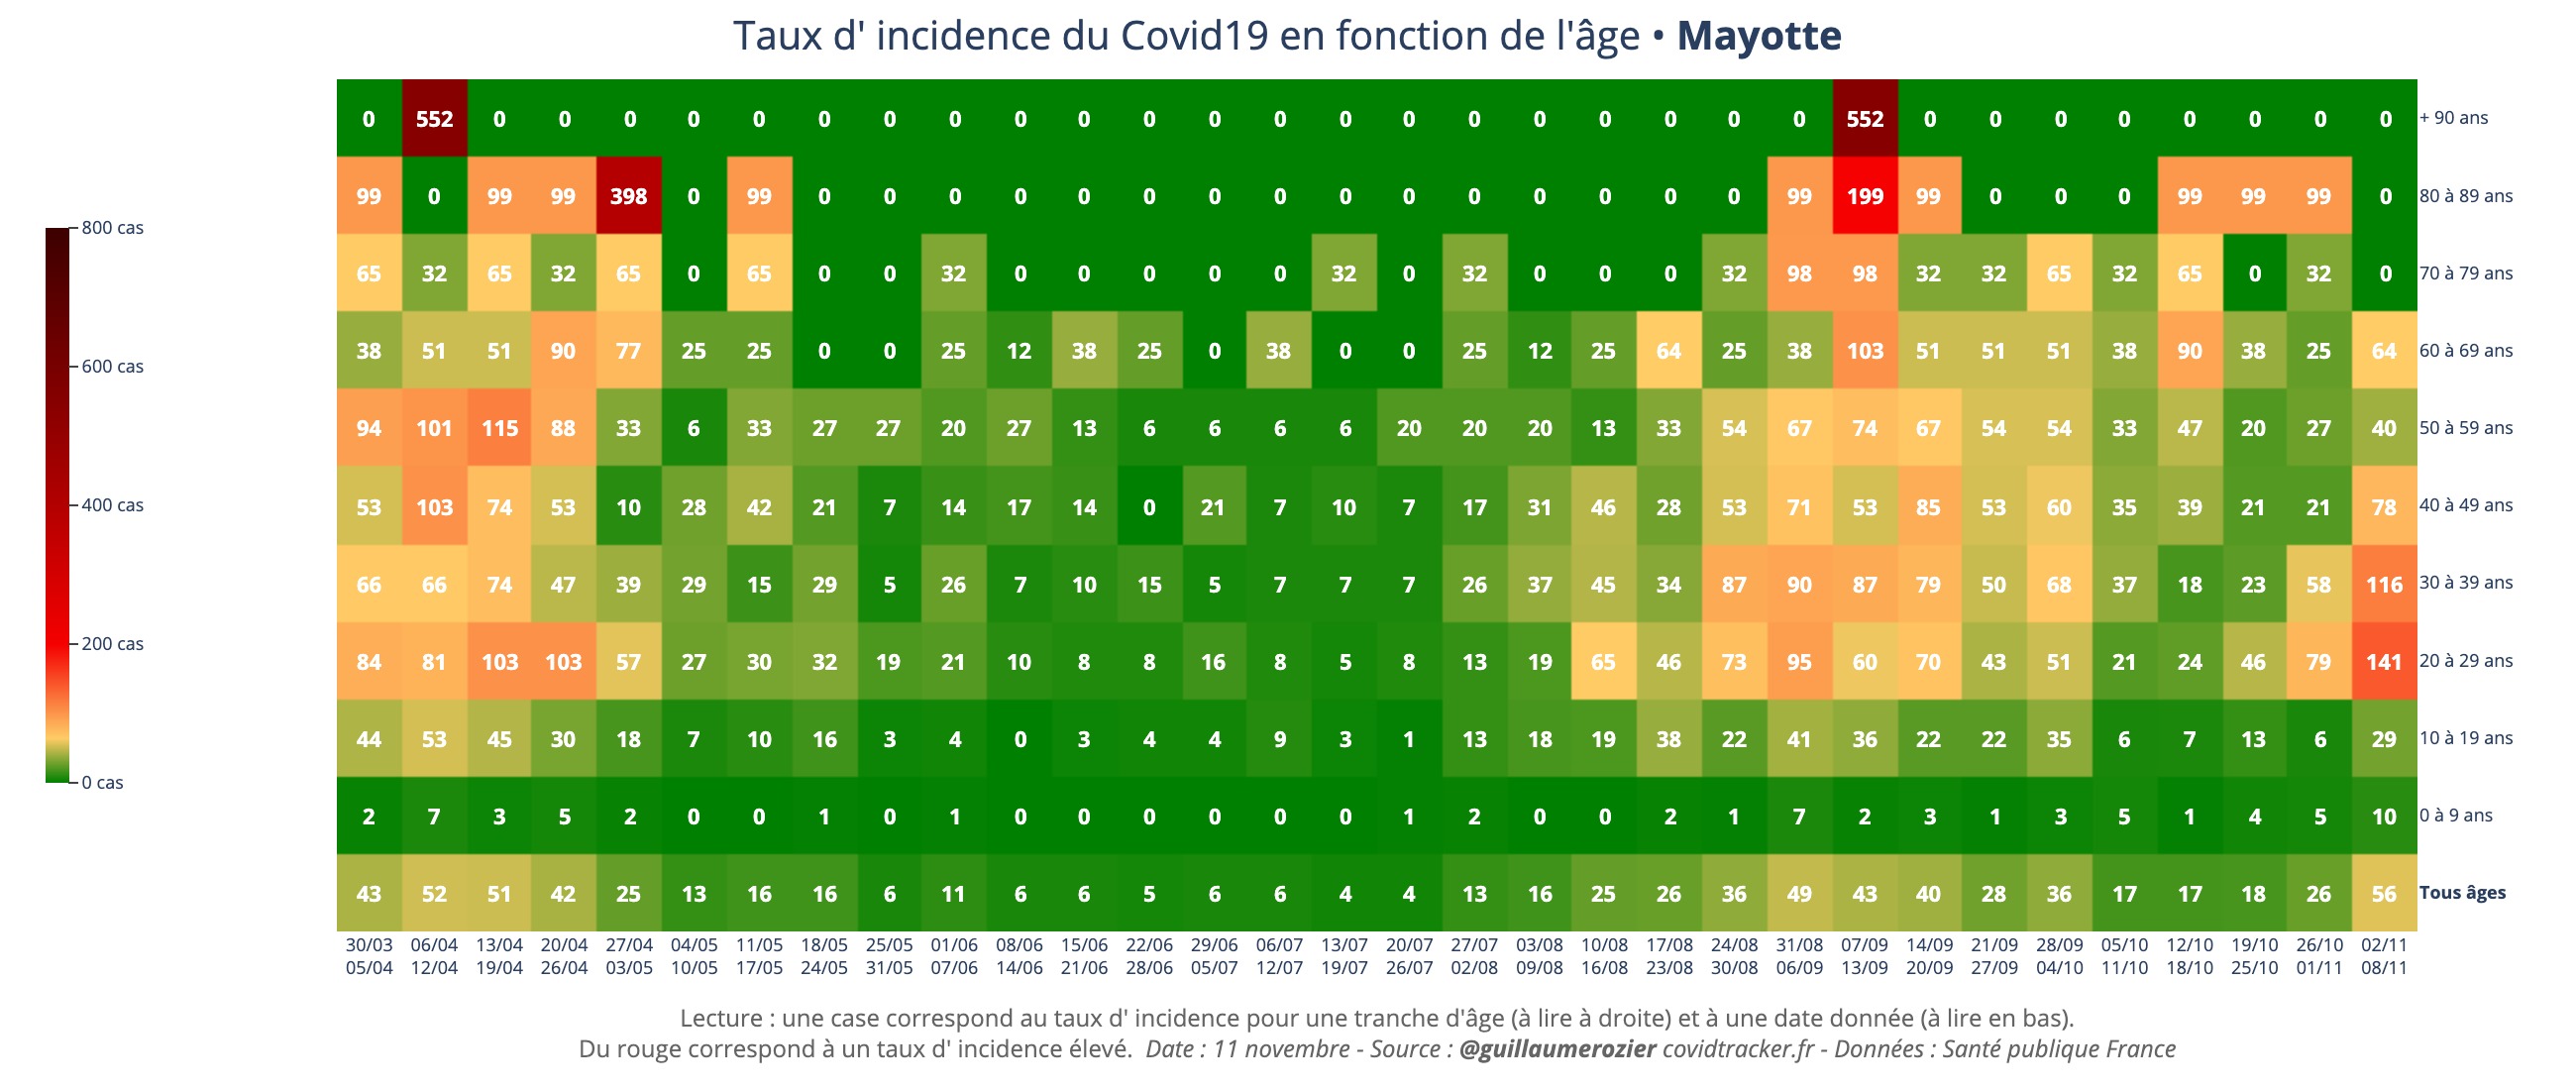 Taux d' incidence du Covid19 en fonction de l'âge • Mayotte
0 552 0 0 0 0 0 0 0 0 0 0 0 0 0 0 0 0 0 0 0 0 0 552 0 0 0 0 0 0 0 0 + 90 ans
99 0 99 99 398 0 99 0 0 0 0 0 0 0 0 0 0 0 0 0 0 0 99 199 99 0 0 0 99 99 99 0 80 à 89 ans
800 cas
65 32 65 32 65 0 65 0 0 32 0 0 0 0 0 32 0 32 0 0 0 32 98 98 32 32 65 32 65 0 32 0 70 à 79 ans
38 51 51 90 77 25 25 0 0 25 12 38 25 0 38 0 0 25 12 25 64 25 38 103 51 51 51 38 90 38 25 64 60 à 69 ans
600 cas
94 101 115 88 33 6 33 27 27 20 27 13 6 6 6 6 20 20 20 13 33 54 67 74 67 54 54 33 47 20 27 40 50 à 59 ans
400 cas
53 103 74 53 10 28 42 21 7 14 17 14 0 21 7 10 7 17 31 46 28 53 71 53 85 53 60 35 39 21 21 78 40 à 49 ans
66 66 74 47 39 29 15 29 5 26 7 10 15 5 7 7 7 26 37 45 34 87 90 87 79 50 68 37 18 23 58 116 30 à 39 ans
200 cas
84 81 103 103 57 27 30 32 19 21 10 8 8 16 8 5 8 13 19 65 46 73 95 60 70 43 51 21 24 46 79 141 20 à 29 ans
44 53 45 30 18 7 10 16 3 4 0 3 4 4 9 3 1 13 18 19 38 22 41 36 22 22 35 6 7 13 6 29 10 à 19 ans
0 cas
2 7 3 5 2 0 0 1 0 1 0 0 0 0 0 0 1 2 0 0 2 1 7 2 3 1 3 5 1 4 5 10 0 à 9 ans
43 52 51 42 25 13 16 16 6 11 6 6 5 6 6 4 4 13 16 25 26 36 49 43 40 28 36 17 17 18 26 56 Tous âges
30/03 06/04 13/04 20/04 27/04 04/05 11/05 18/05 25/05 01/06 08/06 15/06 22/06 29/06 06/07 13/07 20/07 27/07 03/08 10/08 17/08 24/08 31/08 07/09 14/09 21/09 28/09 05/10 12/10 19/10 26/10 02/11
05/04 12/04 19/04 26/04 03/05 10/05 17/05 24/05 31/05 07/06 14/06 21/06 28/06 05/07 12/07 19/07 26/07 02/08 09/08 16/08 23/08 30/08 06/09 13/09 20/09 27/09 04/10 11/10 18/10 25/10 01/11 08/11
Lecture : une case correspond au taux d' incidence pour une tranche d'âge (à lire à droite) et à une date donnée (à lire en bas).
Du rouge correspond à un taux d' incidence élevé. Date : 11 novembre - Source : @guillaumerozier covidtracker.fr - Données : Santé publique France